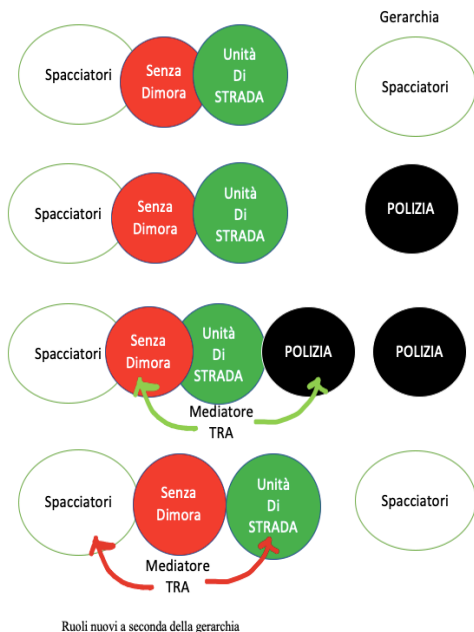 Gerarchia
Spacciatori
Senza
Dimora
Unità
Di
STRADA
Spacciatori
Spacciatori
Senza
Dimora
Unità
Di
STRADA
POLIZIA
Spacciatori
Senza
Dimora
Unità
Di
STRADA
POLIZIA
POLIZIA
Mediatore
TRA
Spacciatori
Senza
Dimora
Unità
Di
STRADA
Spacciatori
Mediatore
TRA
Ruoli nuovi a seconda della gerarchia